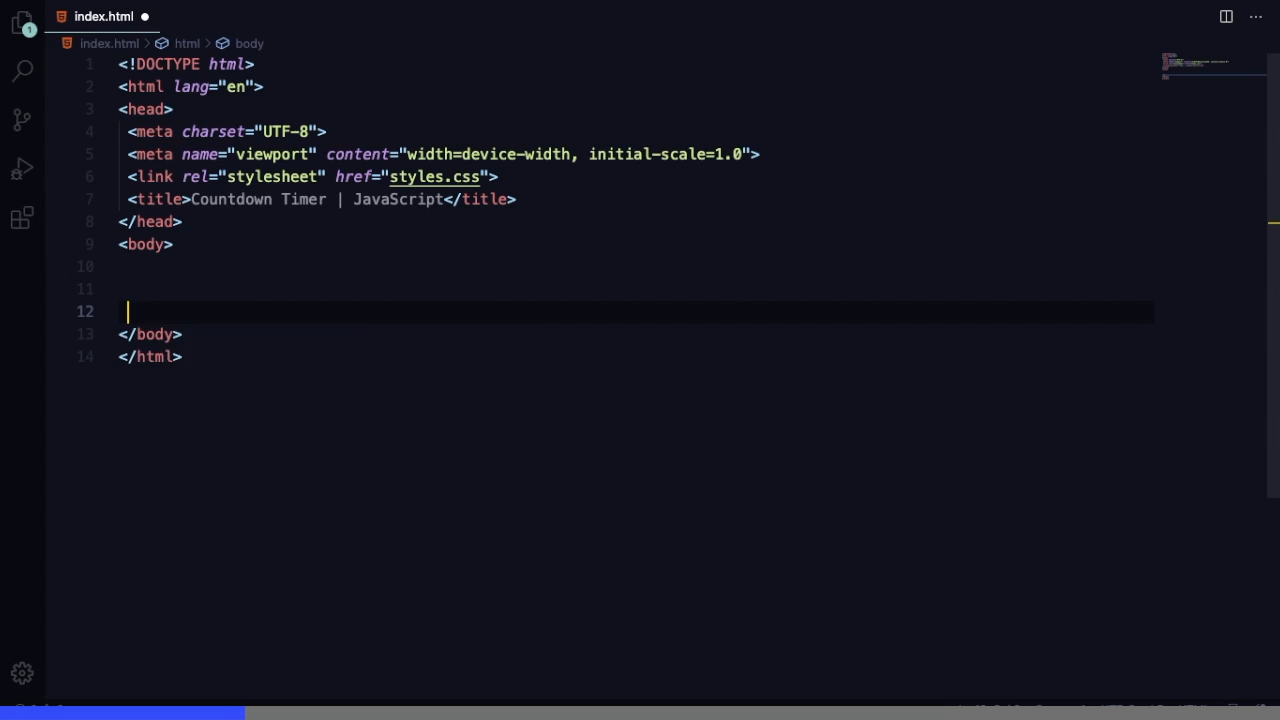 index.html
index.html > html > body
1
1 <!DOCTYPE html>
2 <html lang="en">
3 <head>
4 <meta charset="UTF-8">
5 <meta name="viewport" content="width=device-width, initial-scale=1.0">
6 <link rel="stylesheet" href="styles.css">
7 <title>Countdown Timer | JavaScript</title>
8 </head>
9 <body>
10
11
12
13 </body>
14 </html>